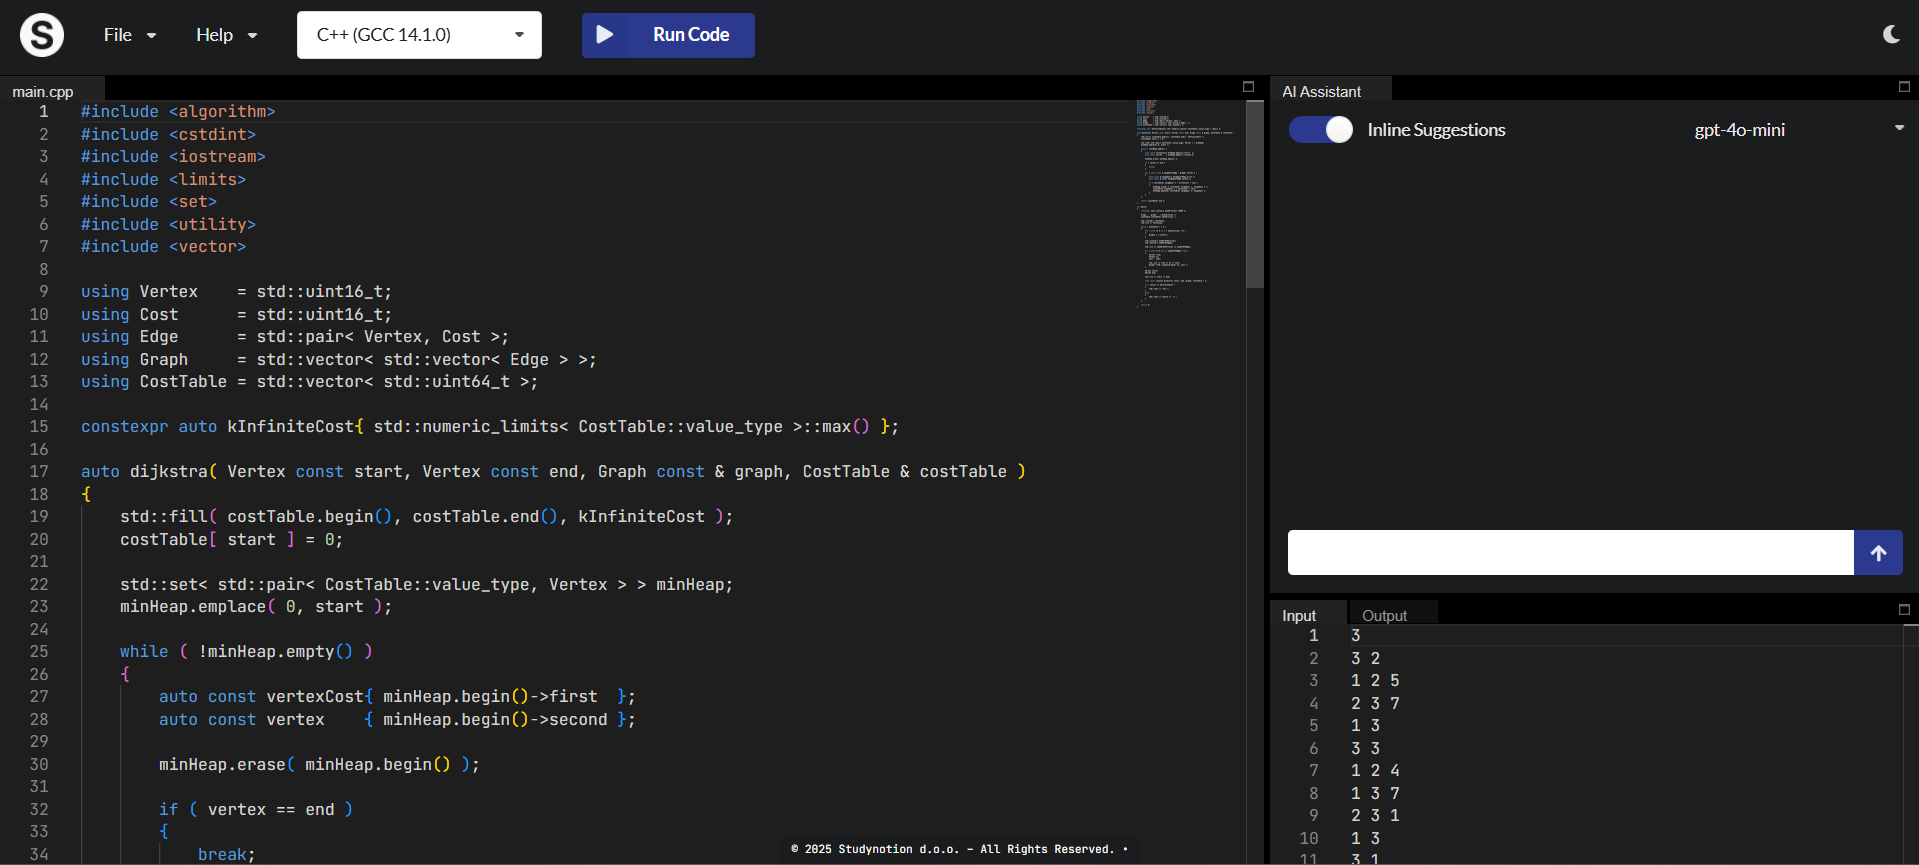 S File Help C++ (GCC 14.1.0) Run Code
main.cpp
1 #include <algorithm>
2 #include <cstdint>
3 #include <iostream>
4 #include <limits>
5 #include <set>
6 #include <utility>
7 #include <vector>
8
9 using Vertex    = std::uint16_t;
10 using Cost      = std::uint16_t;
11 using Edge      = std::pair< Vertex, Cost >;
12 using Graph     = std::vector< std::vector< Edge > >;
13 using CostTable = std::vector< std::uint64_t >;
14
15 constexpr auto kInfiniteCost{ std::numeric_limits< CostTable::value_type >::max() };
16
17 auto dijkstra( Vertex const start, Vertex const end, Graph const & graph, CostTable & costTable )
18 {
19     std::fill( costTable.begin(), costTable.end(), kInfiniteCost );
20     costTable[ start ] = 0;
21
22     std::set< std::pair< CostTable::value_type, Vertex > > minHeap;
23     minHeap.emplace( 0, start );
24
25     while ( !minHeap.empty() )
26     {
27         auto const vertexCost{ minHeap.begin()->first  };
28         auto const vertex    { minHeap.begin()->second };
29
30         minHeap.erase( minHeap.begin() );
31
32         if ( vertex == end )
33         {
34             break;
© 2025 Studynotion d.o.o. - All Rights Reserved. •
AI Assistant
Inline Suggestions gpt-4o-mini
Input Output
1 3
2 3 2
3 1 2 5
4 2 3 7
5 1 3
6 3 3
7 1 2 4
8 1 3 7
9 2 3 1
10 1 3
11 3 1